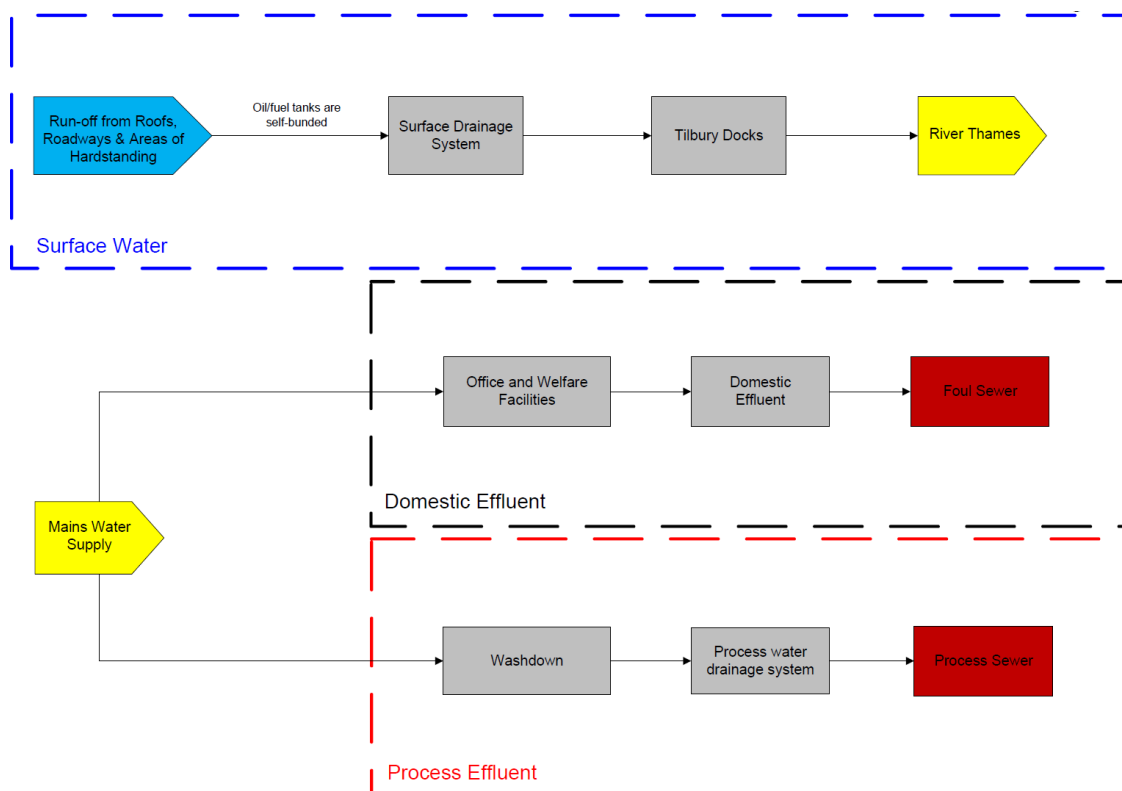 Run-off from Roofs,
Roadways & Areas of
Hardstanding
Oil/fuel tanks are
self-bunded
Surface Drainage
System
Tilbury Docks
River Thames
Surface Water
Office and Welfare
Facilities
Domestic
Effluent
Foul Sewer
Domestic Effluent
Mains Water
Supply
Washdown
Process water
drainage system
Process Sewer
Process Effluent